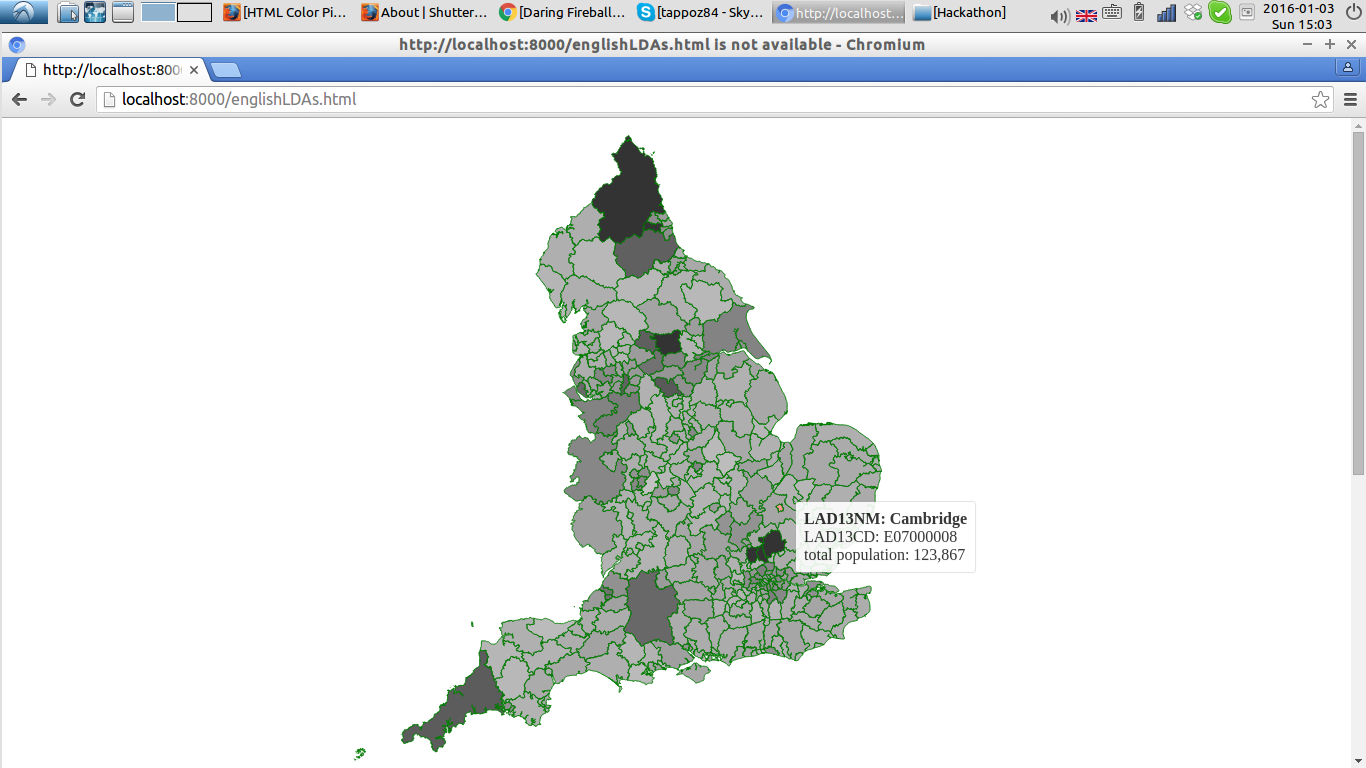 [HTML Color Pi...
About | Shutter...
[Daring Fireball...
[tappoz84 - Sky...
http://localhost...
[Hackathon]
2016-01-03
Sun 15:03
http://localhost:8000/englishLDAs.html is not available - Chromium
http://localhost:800
localhost:8000/englishLDAs.html
LAD13NM: Cambridge
LAD13CD: E07000008
total population: 123,867